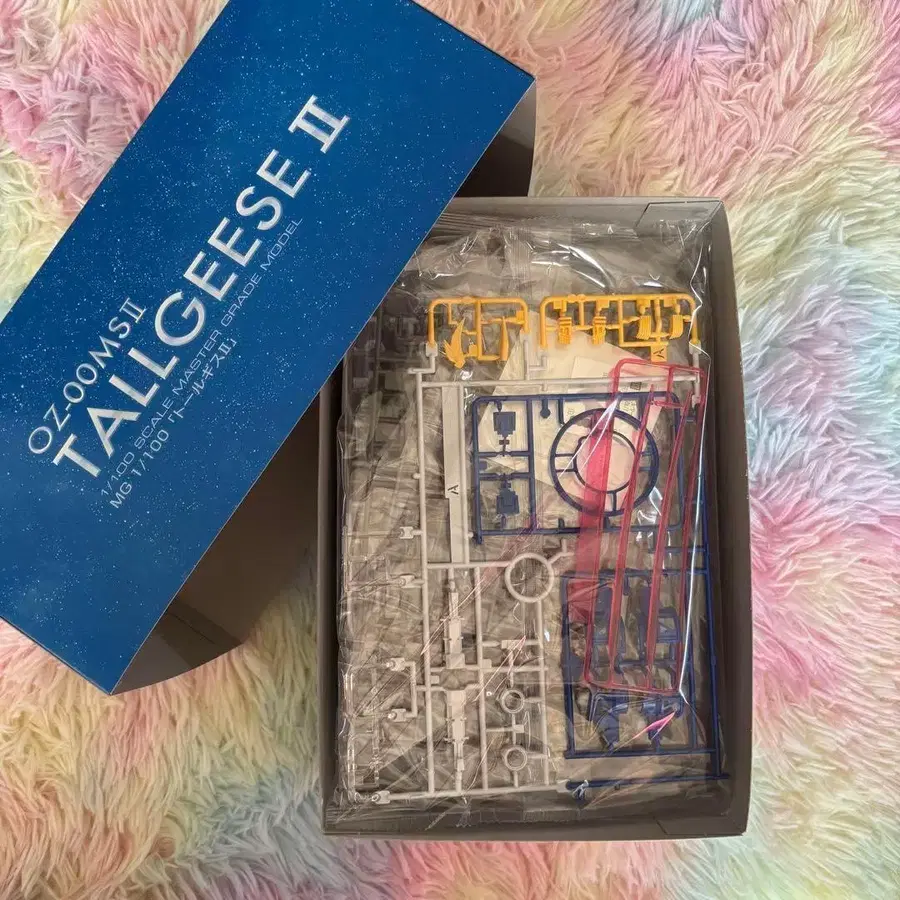 OZ-00MSⅡ
TALLGEESE Ⅱ
1/100 SCALE MASTER GRADE MODEL
MG 1/100「トールギスⅡ」
A
A